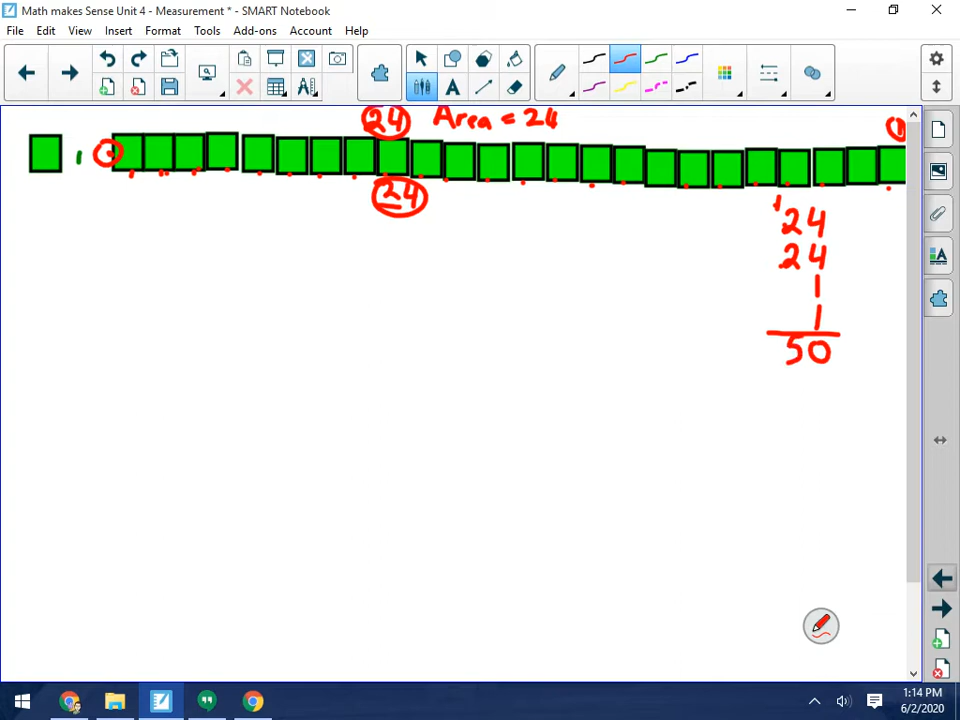 Math makes Sense Unit 4 - Measurement * - SMART Notebook
File Edit View Insert Format Tools Add-ons Account Help
24 Area = 24
1
24
1
24
24
1
1
50
1:14 PM
6/2/2020